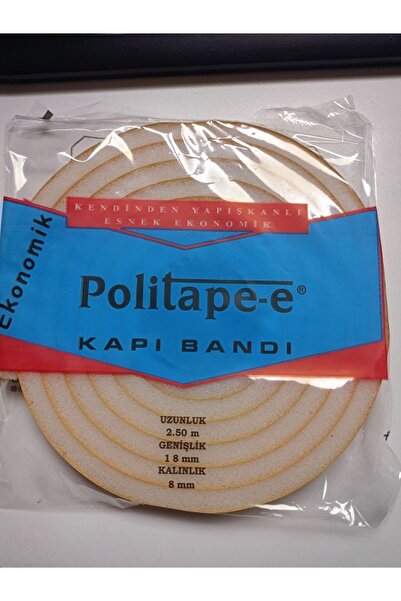 KENDİNDEN YAPIŞKANLI
ESNEK EKONOMİK
Ekonomik
Politape-e®
KAPI BANDI
UZUNLUK
2.50 m
GENİŞLİK
18 mm
KALINLIK
8 mm